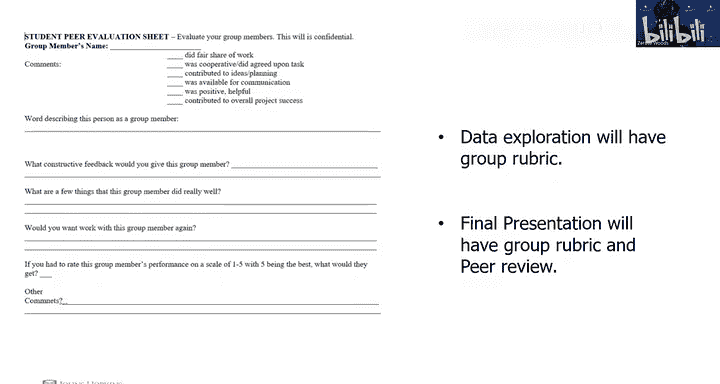 STUDENT PEER EVALUATION SHEET – Evaluate your group members. This will is confidential.
Group Member's Name: ____________________
____ did fair share of work
Comments: ____ was cooperative/did agreed upon task
____ contributed to ideas/planning
____ was available for communication
____ was positive, helpful
____ contributed to overall project success
Word describing this person as a group member:
What constructive feedback would you give this group member? ____________________
What are a few things that this group member did really well?
Would you want work with this group member again?
If you had to rate this group member's performance on a scale of 1-5 with 5 being the best, what would they
get? ___
Other
Commnets? ____________________
• Data exploration will have
group rubric.
• Final Presentation will
have group rubric and
Peer review.
bilibili